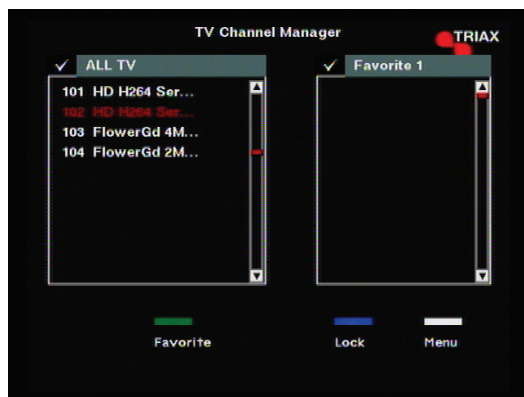 TV Channel Manager
TRIAX
ALL TV
Favorite 1
101 HD H264 Ser...
102 HD H264 Ser...
103 FlowerGd 4M...
104 FlowerGd 2M...
Favorite
Lock
Menu